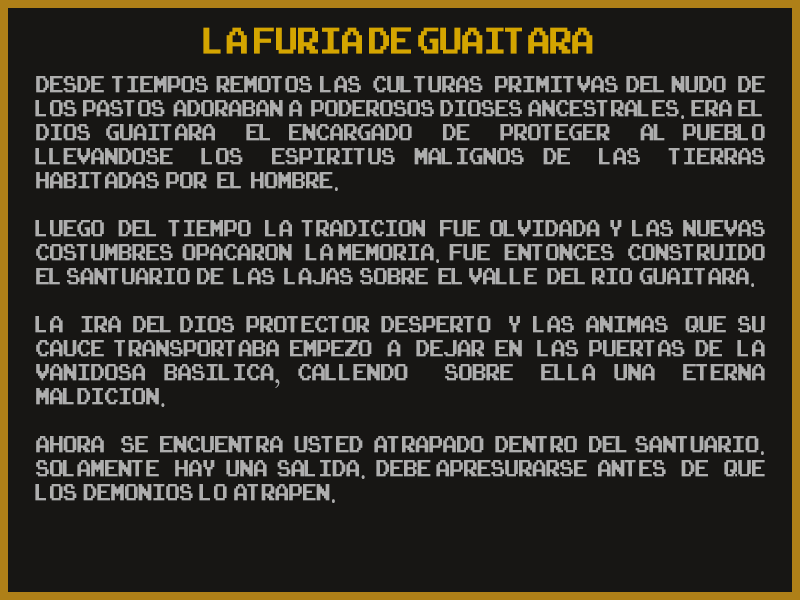 LA FURIA DE GUAITARA
DESDE TIEMPOS REMOTOS LAS CULTURAS PRIMITVAS DEL NUDO DE
LOS PASTOS ADORABAN A PODEROSOS DIOSES ANCESTRALES. ERA EL
DIOS GUAITARA EL ENCARGADO DE PROTEGER AL PUEBLO
LLEVANDOSE LOS ESPIRITUS MALIGNOS DE LAS TIERRAS
HABITADAS POR EL HOMBRE.
LUEGO DEL TIEMPO LA TRADICION FUE OLVIDADA Y LAS NUEVAS
COSTUMBRES OPACARON LA MEMORIA. FUE ENTONCES CONSTRUIDO
EL SANTUARIO DE LAS LAJAS SOBRE EL VALLE DEL RIO GUAITARA.
LA IRA DEL DIOS PROTECTOR DESPERTO Y LAS ANIMAS QUE SU
CAUCE TRANSPORTABA EMPEZO A DEJAR EN LAS PUERTAS DE LA
VANIDOSA BASILICA, CALLENDO SOBRE ELLA UNA ETERNA
MALDICION.
AHORA SE ENCUENTRA USTED ATRAPADO DENTRO DEL SANTUARIO.
SOLAMENTE HAY UNA SALIDA. DEBE APRESURARSE ANTES DE QUE
LOS DEMONIOS LO ATRAPEN.